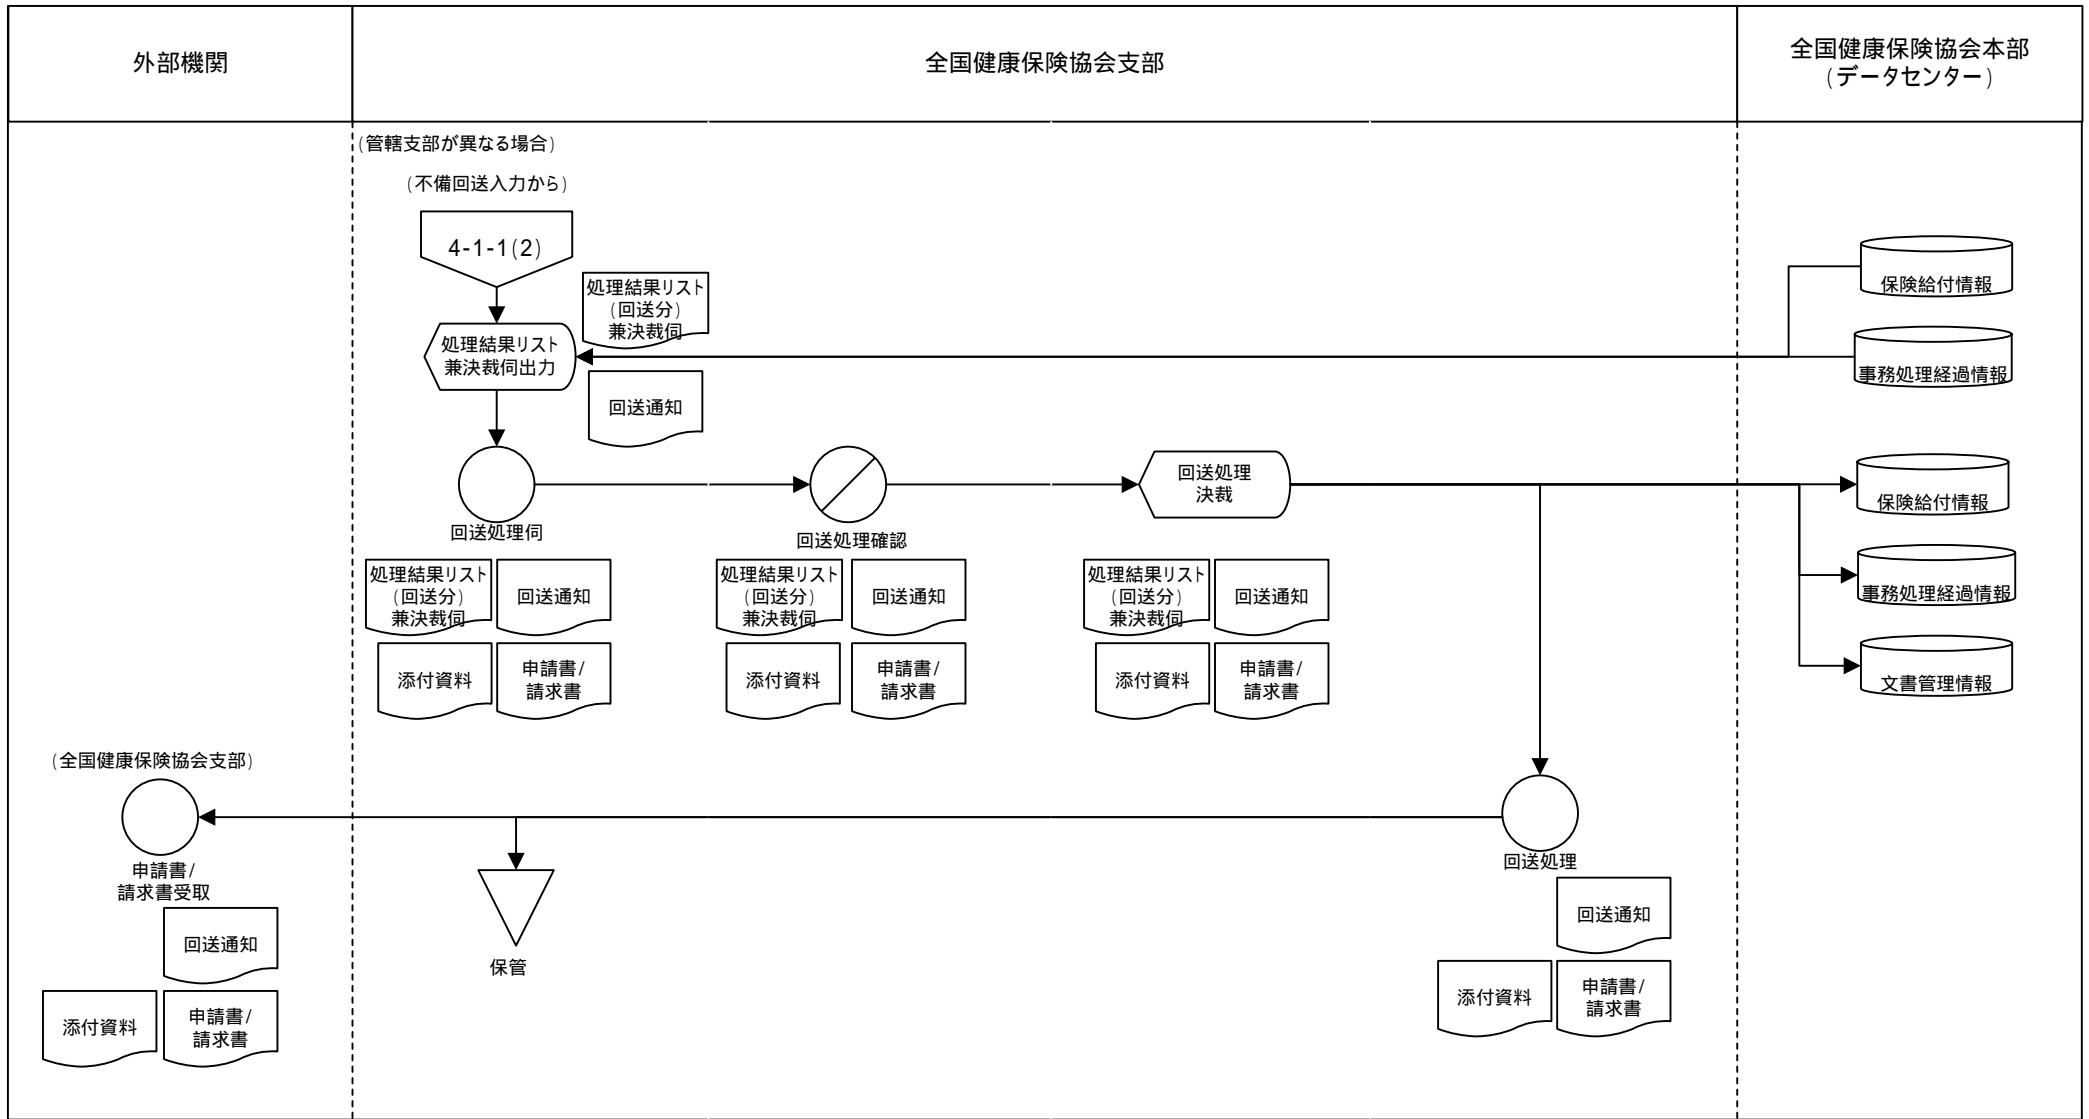 外部機関
全国健康保険協会支部
全国健康保険協会本部
(データセンター)
(管轄支部が異なる場合)
(不備回送入力から)
4-1-1(2)
処理結果リスト
(回送分)
兼決裁伺
保険給付情報
処理結果リスト
兼決裁伺出力
事務処理経過情報
回送通知
回送処理伺
回送処理確認
回送処理
決裁
保険給付情報
処理結果リスト
(回送分)
兼決裁伺
回送通知
処理結果リスト
(回送分)
兼決裁伺
回送通知
処理結果リスト
(回送分)
兼決裁伺
回送通知
事務処理経過情報
添付資料
申請書/
請求書
添付資料
申請書/
請求書
添付資料
申請書/
請求書
文書管理情報
(全国健康保険協会支部)
申請書/
請求書受取
回送処理
回送通知
回送通知
保管
添付資料
申請書/
請求書
添付資料
申請書/
請求書